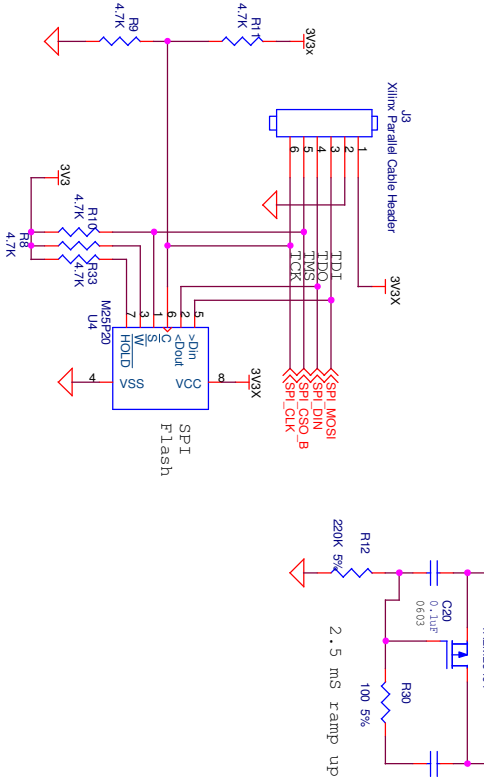 J3
Xilinx Parallel Cable Header
6
5
4
3
2
1
R9
4.7K
R11
4.7K
3V3x
3V3X
TDI
TDO
TMS
TCK
SPI_MOSI
SPI_DIN
SPI_CSO_B
SPI_CLK
3V3
R10
4.7K
R8
4.7K
R33
4.7K
M25P20
U4
7
3
1
6
2
5
HOLD
W
S
C
<Dout
>Din
4
VSS
VCC
8
3V3X
SPI
Flash
R12
220K 5%
C20
0.1uF
0603
R30
100 5%
2.5 mS ramp up